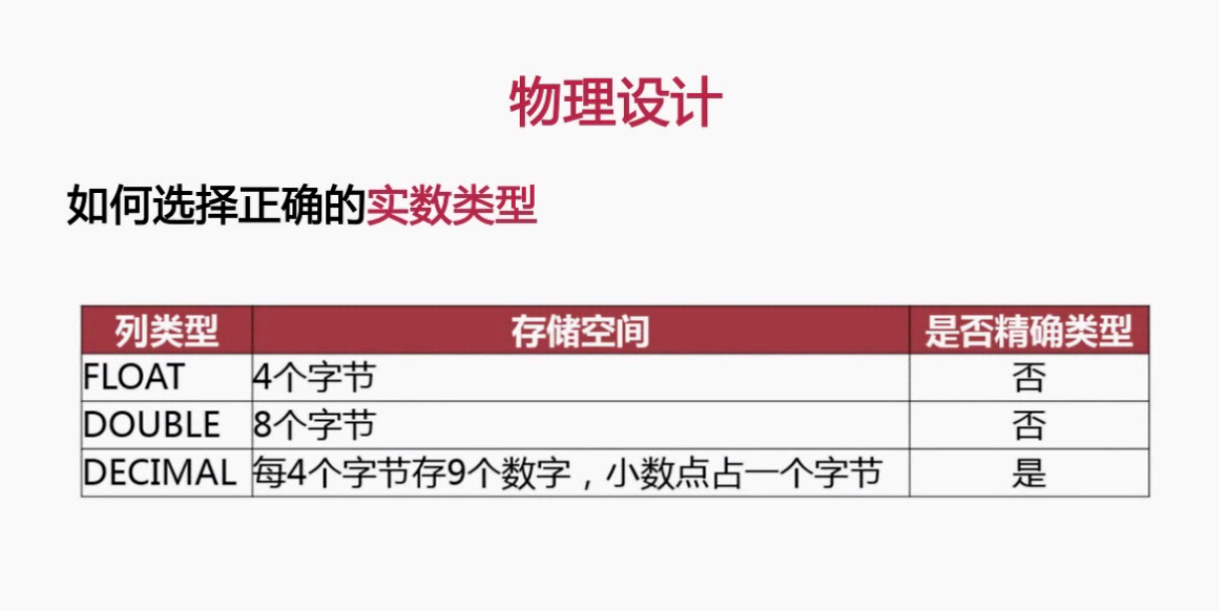 物理设计
如何选择正确的实数类型
列类型 存储空间 是否精确类型
FLOAT 4个字节 否
DOUBLE 8个字节 否
DECIMAL 每4个字节存9个数字，小数点占一个字节 是